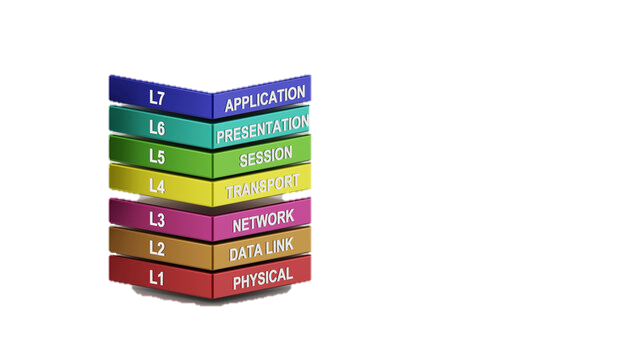 L7 APPLICATION
L6 PRESENTATION
L5 SESSION
L4 TRANSPORT
L3 NETWORK
L2 DATA LINK
L1 PHYSICAL